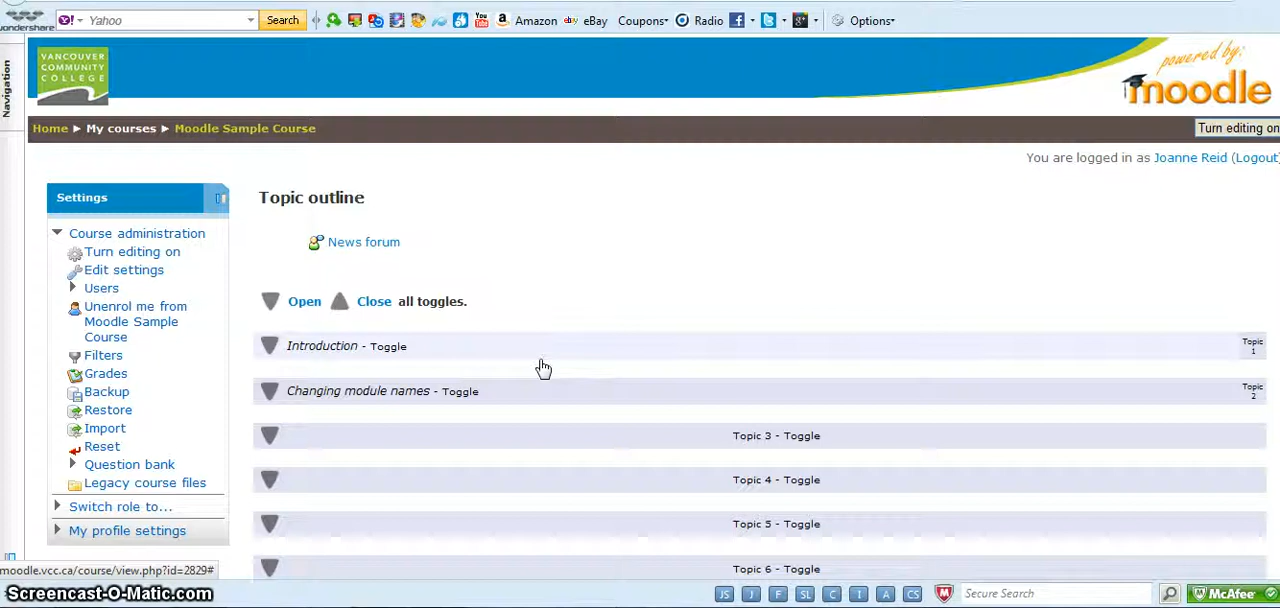 Yahoo Search Amazon eBay Coupons Reddit Options
Navigation
VANCOUVER
COMMUNITY
COLLEGE
powered by:
moodle
Home ► My courses ► Moodle Sample Course
Turn editing on
You are logged in as Joanne Reid (Logout)
Settings
Course administration
Turn editing on
Edit settings
Users
Unenrol me from
Moodle Sample
Course
Filters
Grades
Backup
Restore
Import
Reset
Question bank
Legacy course files
Switch role to...
My profile settings
Topic outline
News forum
Open Close all toggles.
Introduction - Toggle
Topic
1
Changing module names - Toggle
Topic
2
Topic 3 - Toggle
Topic 4 - Toggle
Topic 5 - Toggle
Topic 6 - Toggle
moodle.vcc.ca/course/view.php?id=2829#
Screencast-O-Matic.com
JS J F SL C I A CS Secure Search McAfee